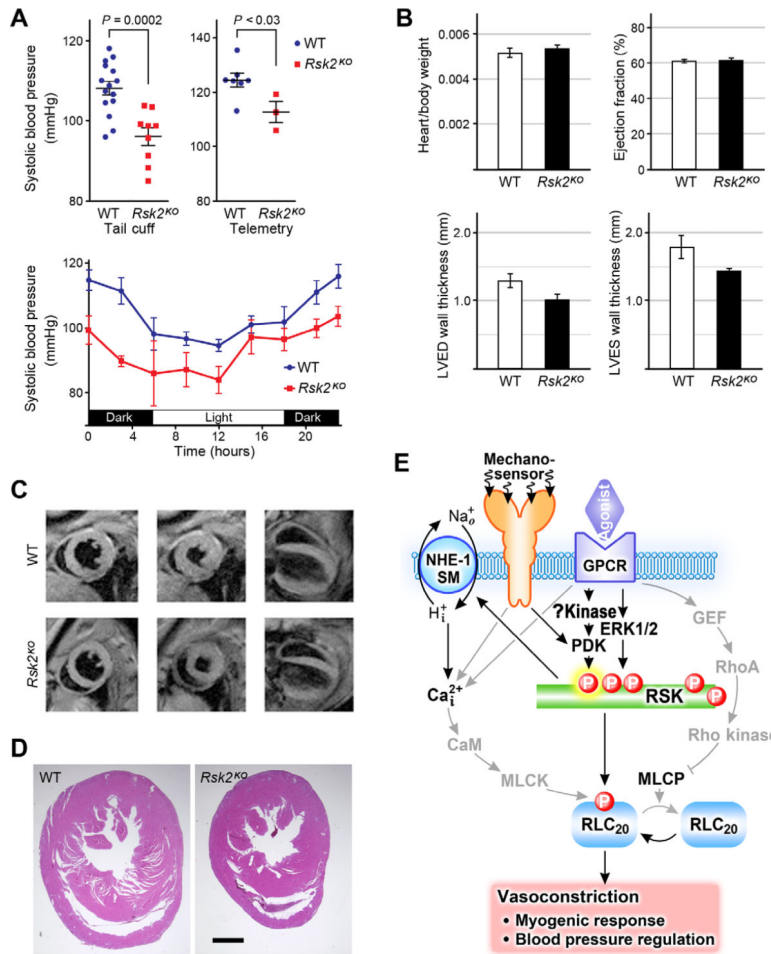 A
P = 0.0002
P < 0.03
WT
Rsk2KO
Systolic blood pressure
(mmHg)
120
100
80
WT
Rsk2KO
Tail cuff
140
120
100
80
WT
Rsk2KO
Telemetry
Systolic blood pressure
(mmHg)
120
100
80
WT
Rsk2KO
Dark
Light
Dark
0
4
8
12
16
20
Time (hours)
B
Heart/body weight
0.006
0.004
0.002
WT
Rsk2KO
Ejection fraction (%)
80
60
40
20
0
WT
Rsk2KO
LVED wall thickness (mm)
2.0
1.0
WT
Rsk2KO
LVES wall thickness (mm)
2.0
1.0
WT
Rsk2KO
C
WT
Rsk2KO
D
WT
Rsk2KO
E
Mechano-
sensor
Agonist
Na+o
NHE-1
SM
GPCR
H+i
?Kinase
ERK1/2
PDK
GEF
RhoA
Ca2+i
P
P
P
P
P
RSK
Rho kinase
CaM
MLCK
MLCP
P
RLC20
RLC20
Vasoconstriction
• Myogenic response
• Blood pressure regulation